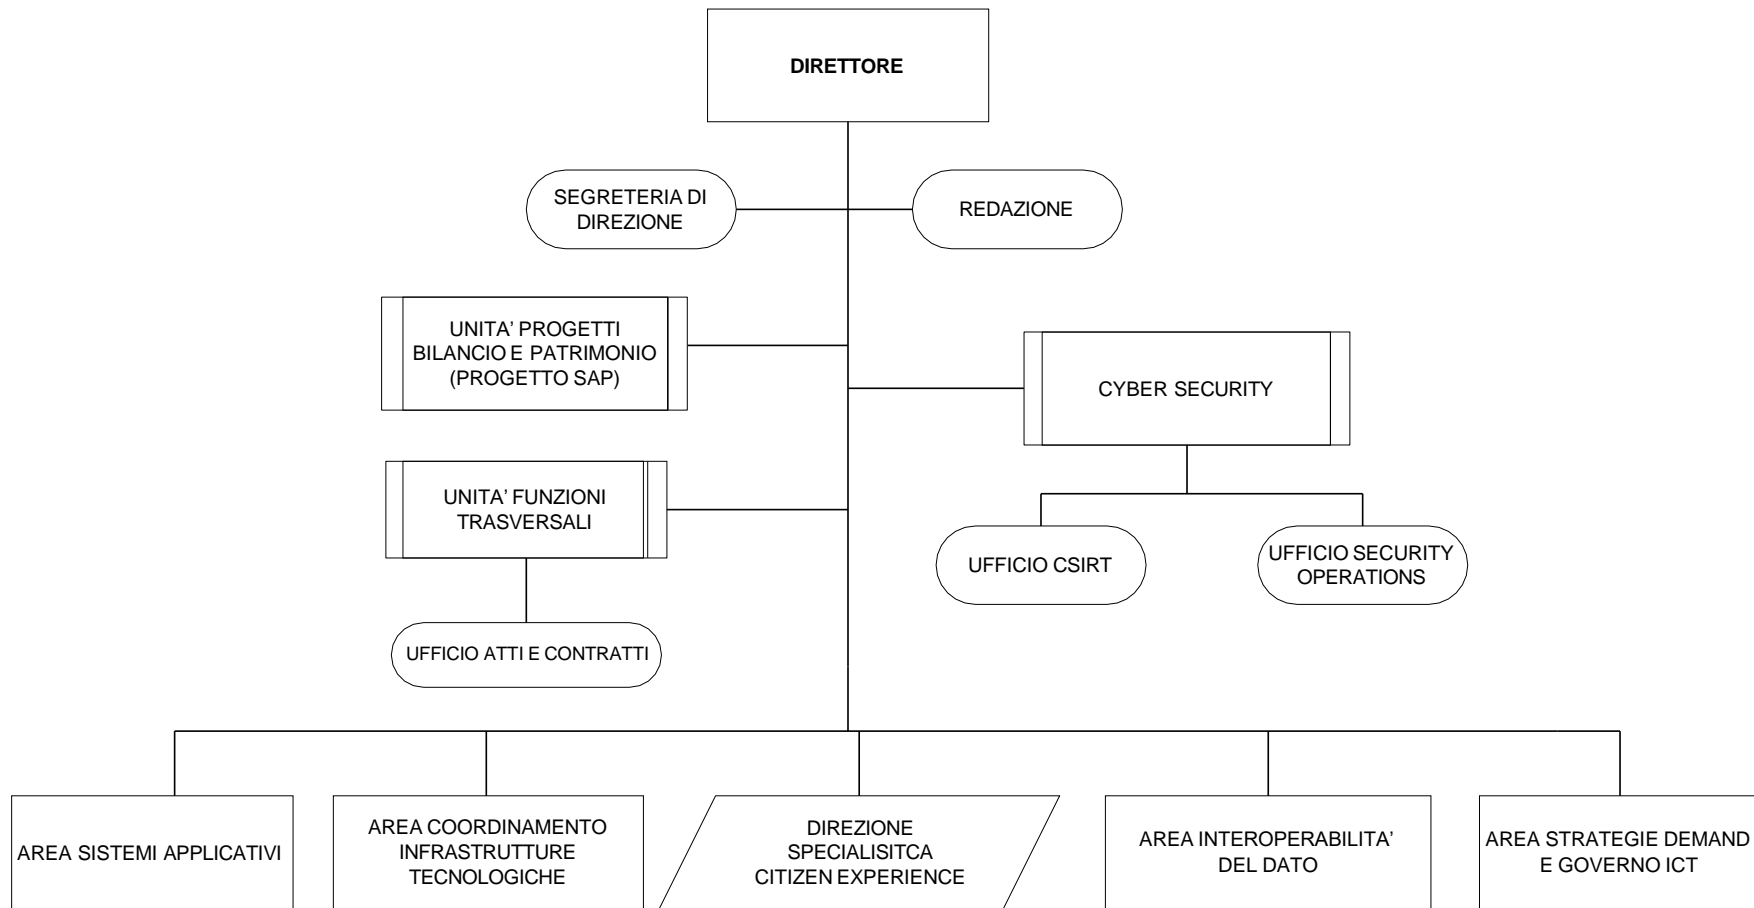 DIRETTORE
SEGRETERIA DI
DIREZIONE
REDAZIONE
UNITA' PROGETTI
BILANCIO E PATRIMONIO
(PROGETTO SAP)
CYBER SECURITY
UNITA' FUNZIONI
TRASVERSALI
UFFICIO CSIRT
UFFICIO SECURITY
OPERATIONS
UFFICIO ATTI E CONTRATTI
AREA SISTEMI APPLICATIVI
AREA COORDINAMENTO
INFRASTRUTTURE
TECNOLOGICHE
DIREZIONE
SPECIALISITCA
CITIZEN EXPERIENCE
AREA INTEROPERABILITA'
DEL DATO
AREA STRATEGIE DEMAND
E GOVERNO ICT